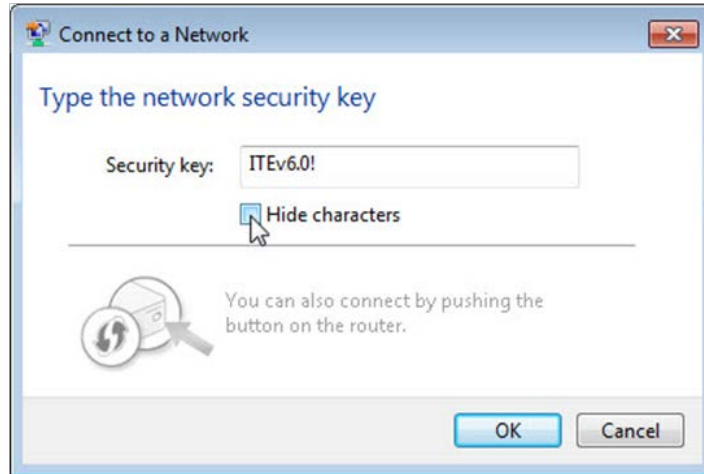 Connect to a Network
Type the network security key
Security key: ITEv6.0!
Hide characters
You can also connect by pushing the
button on the router.
OK Cancel